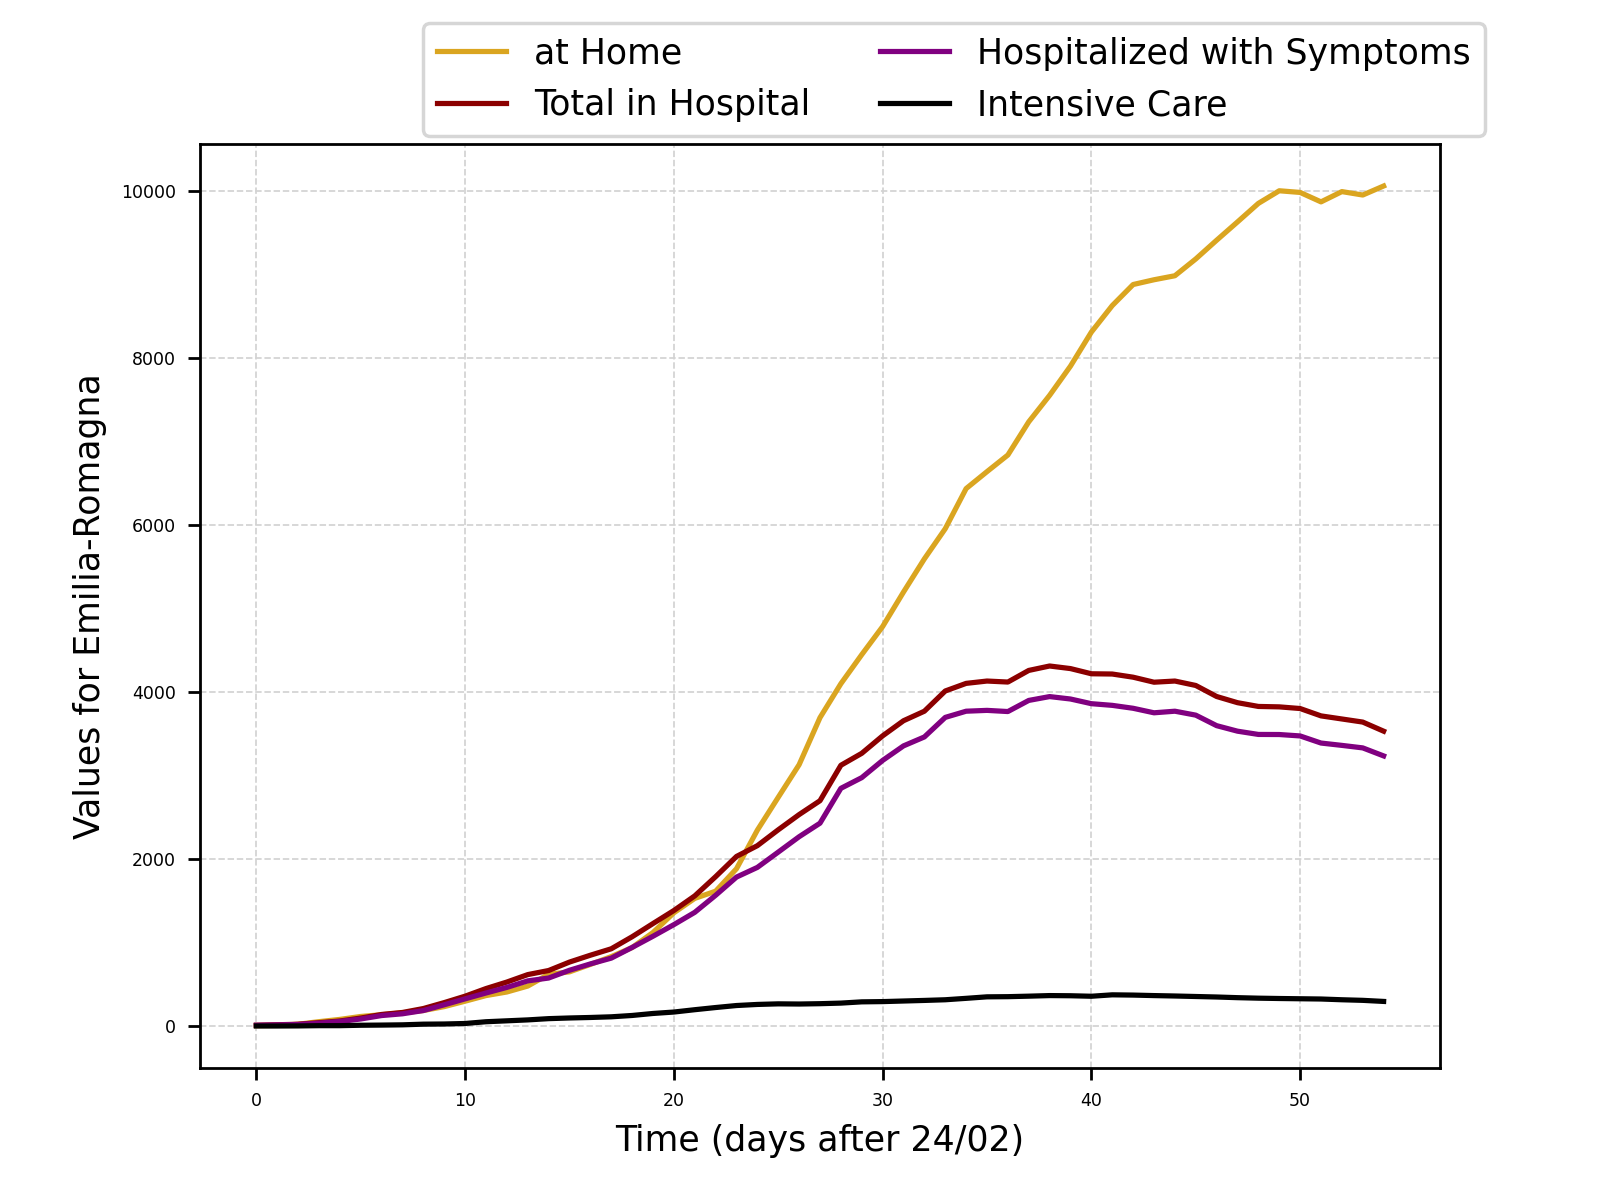 at Home
Total in Hospital
Hospitalized with Symptoms
Intensive Care
Values for Emilia-Romagna
10000
8000
6000
4000
2000
0
0 10 20 30 40 50
Time (days after 24/02)